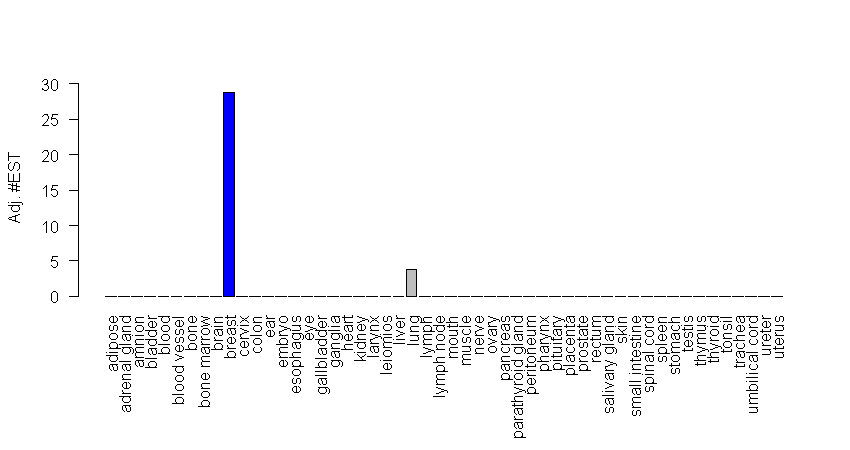 Adj. #EST
30
25
20
15
10
5
0
adipose
adrenal gland
amnion
bladder
blood
blood vessel
bone
bone marrow
brain
breast
cervix
colon
ear
embryo
esophagus
eye
gallbladder
ganglia
heart
kidney
larynx
leiomios
liver
lung
lymph
lymph node
mouth
muscle
nerve
ovary
pancreas
parathyroid gland
peritoneum
pharynx
pituitary
placenta
prostate
rectum
salivary gland
skin
small intestine
spinal cord
spleen
stomach
testis
thymus
thyroid
tonsil
trachea
umbilical cord
ureter
uterus